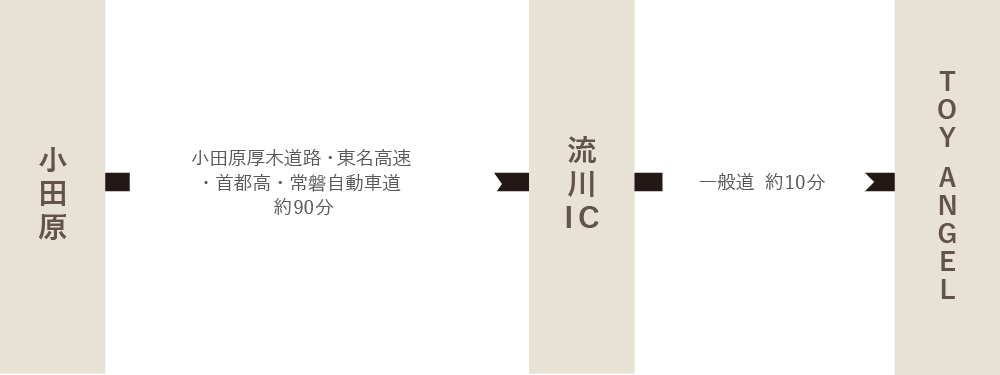 小田原
小田原厚木道路・東名高速
・首都高・常磐自動車道
約90分
流川IC
一般道 約10分
TOY ANGEL